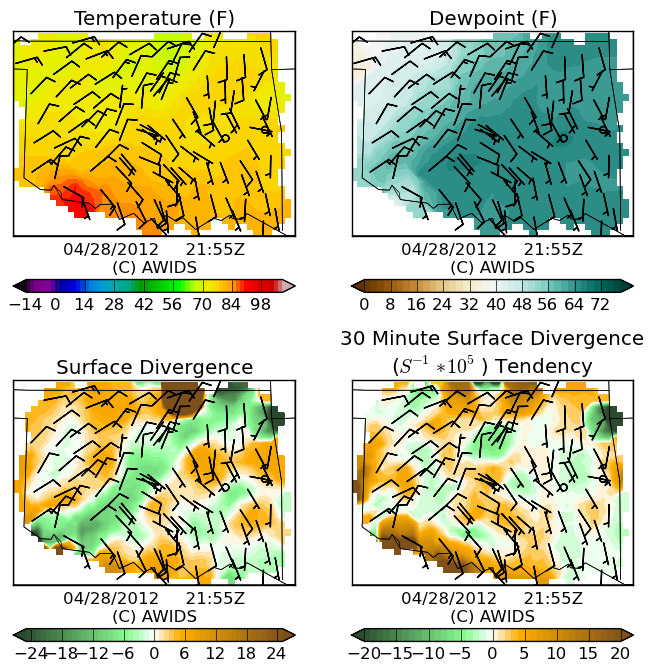 Temperature (F)
Dewpoint (F)
04/28/2012 21:55Z
(C) AWIDS
−14 0 14 28 42 56 70 84 98
04/28/2012 21:55Z
(C) AWIDS
0 8 16 24 32 40 48 56 64 72
Surface Divergence
30 Minute Surface Divergence
(S⁻¹ *10⁵ ) Tendency
04/28/2012 21:55Z
(C) AWIDS
−24−18−12 −6 0 6 12 18 24
04/28/2012 21:55Z
(C) AWIDS
−20−15−10 −5 0 5 10 15 20